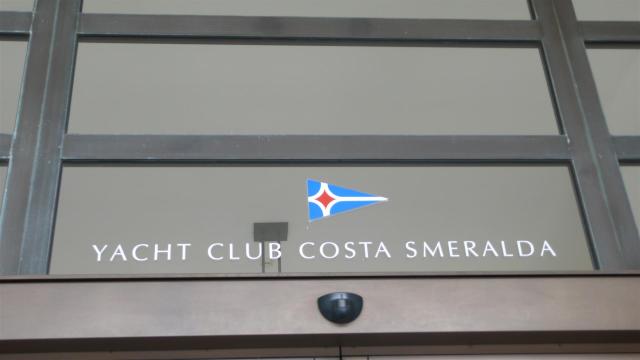 YACHT CLUB COSTA SMERALDA